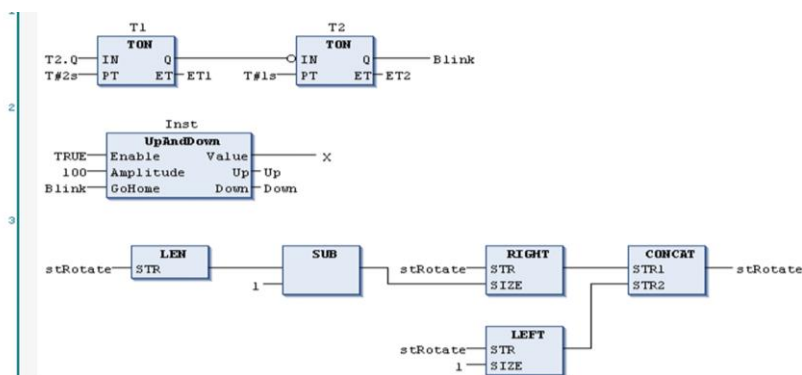 1
T1 T2
TON TON
T2.Q IN Q IN Q Blink
T#2s PT ET ET1 T#1s PT ET ET2
2
Inst
UpAndDown
TRUE Enable Value X
100 Amplitude Up Up
Blink GoHome Down Down
3
LEN SUB RIGHT CONCAT
stRotate STR stRotate STR STR1 stRotate
1 SIZE STR2
LEFT
stRotate STR
1 SIZE